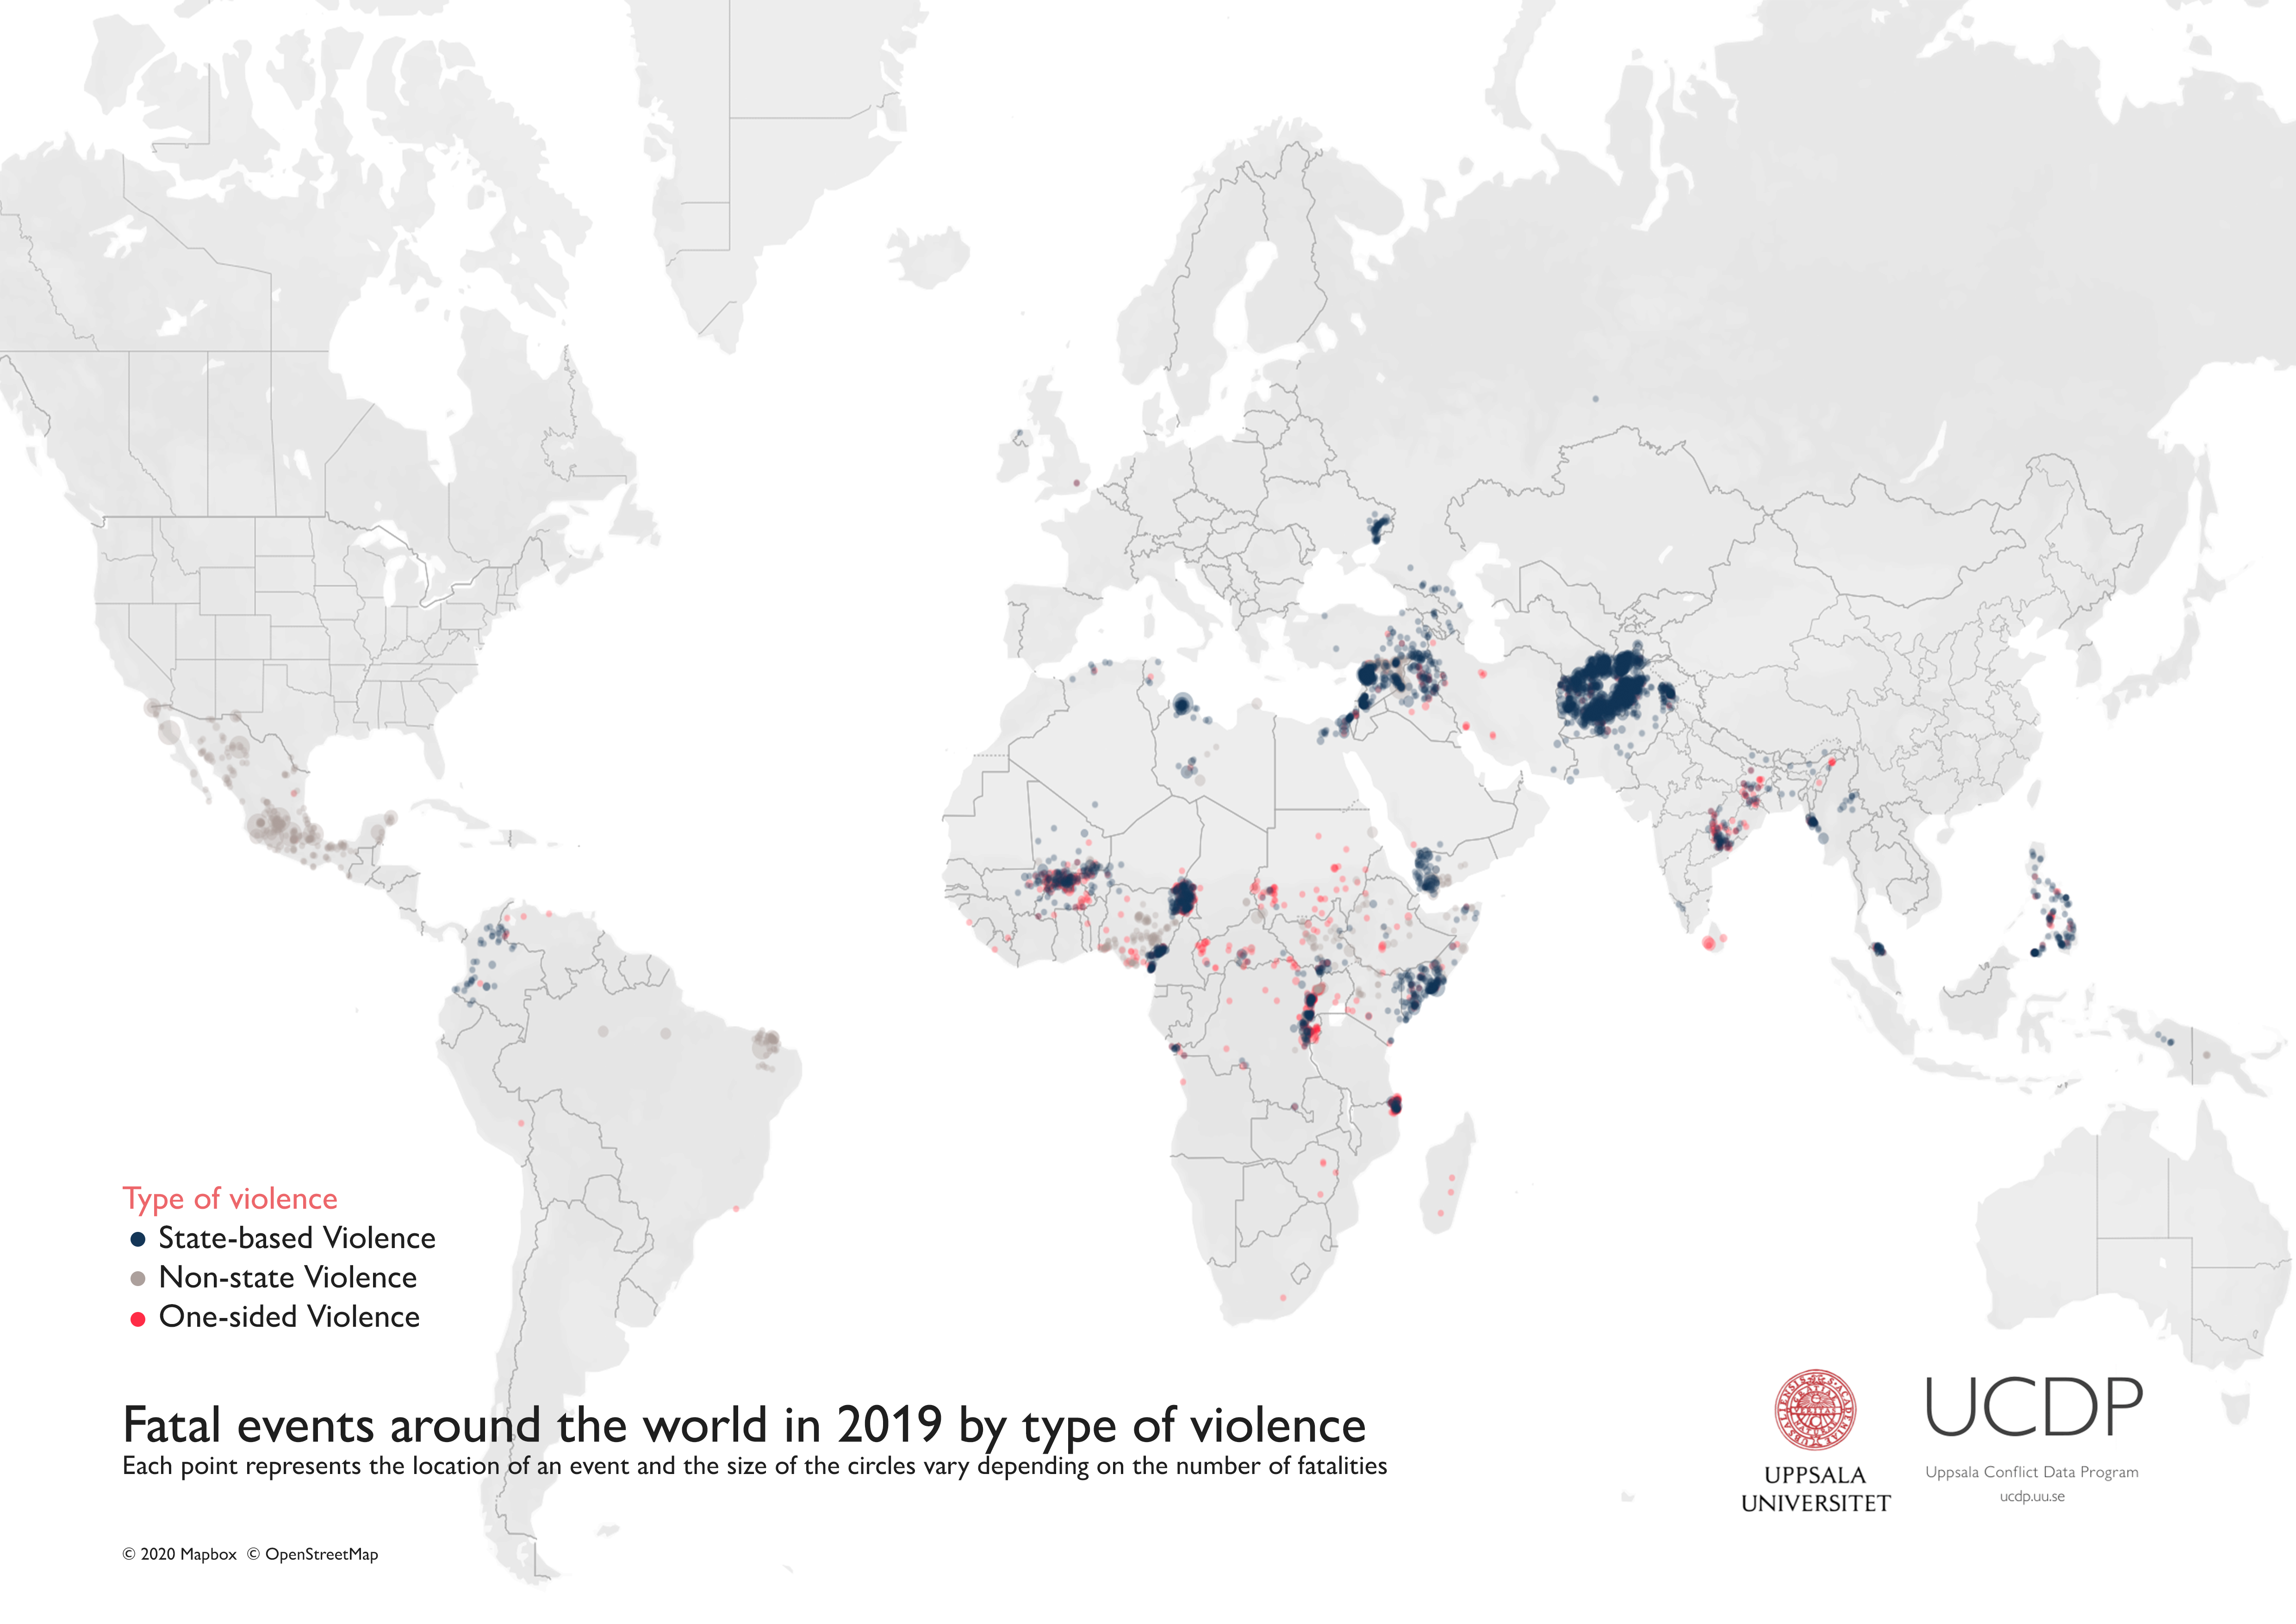 Type of violence
State-based Violence
Non-state Violence
One-sided Violence
Fatal events around the world in 2019 by type of violence
Each point represents the location of an event and the size of the circles vary depending on the number of fatalities
© 2020 Mapbox © OpenStreetMap
UPPSALA
UNIVERSITET
UCDP
Uppsala Conflict Data Program
ucdp.uu.se